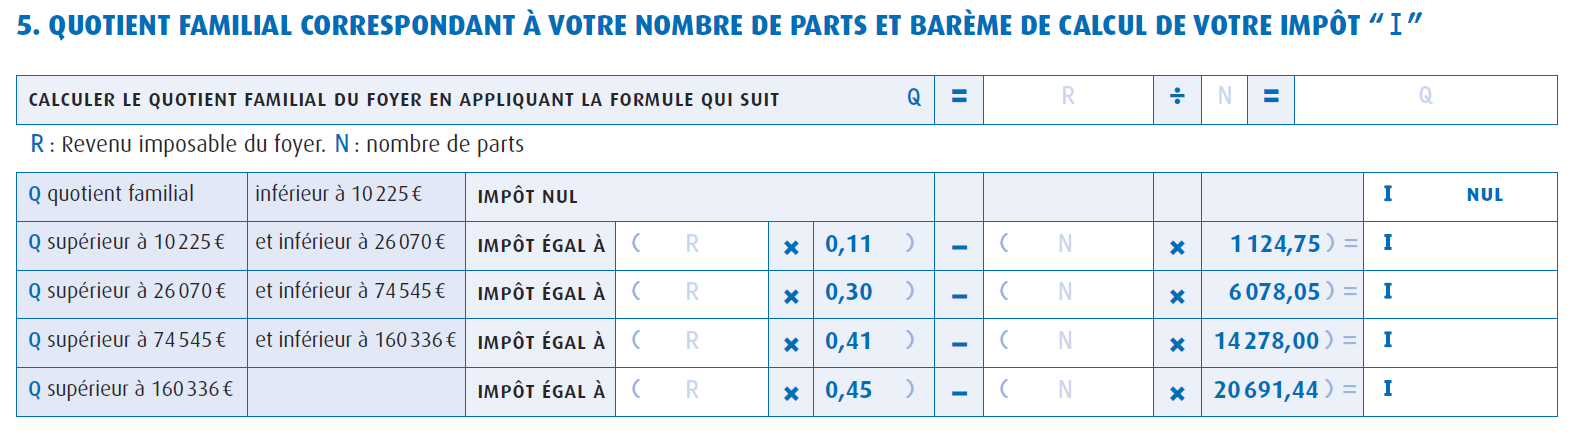 5. QUOTIENT FAMILIAL CORRESPONDANT À VOTRE NOMBRE DE PARTS ET BARÈME DE CALCUL DE VOTRE IMPÔT “I”
CALCULER LE QUOTIENT FAMILIAL DU FOYER EN APPLIQUANT LA FORMULE QUI SUIT Q = R ÷ N = Q
R : Revenu imposable du foyer. N : nombre de parts
Q quotient familial inférieur à 10 225 € IMPÔT NUL I NUL
Q supérieur à 10 225 € et inférieur à 26 070 € IMPÔT ÉGAL À ( R × 0,11 ) – ( N × 1 124,75 ) = I
Q supérieur à 26 070 € et inférieur à 74 545 € IMPÔT ÉGAL À ( R × 0,30 ) – ( N × 6 078,05 ) = I
Q supérieur à 74 545 € et inférieur à 160 336 € IMPÔT ÉGAL À ( R × 0,41 ) – ( N × 14 278,00 ) = I
Q supérieur à 160 336 € IMPÔT ÉGAL À ( R × 0,45 ) – ( N × 20 691,44 ) = I